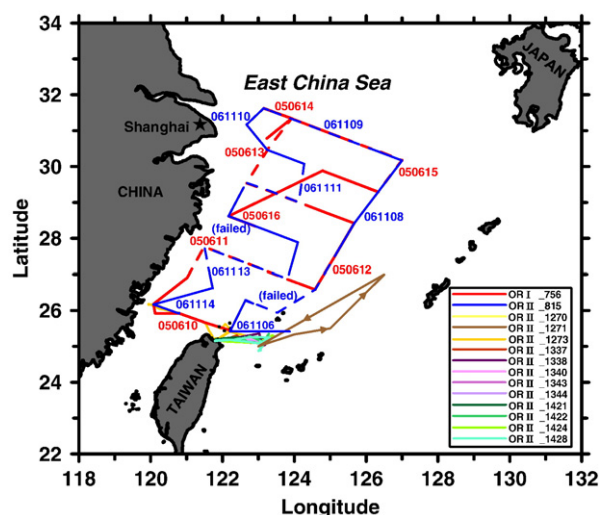 34
32
30
28
26
24
22
Latitude
118
120
122
124
126
128
130
132
Longitude
East China Sea
JAPAN
Shanghai
CHINA
TAIWAN
050614
061110
061109
050613
050615
061111
050616
061108
(failed)
050611
061113
050612
061114
(failed)
050610
061106
OR I _756
OR I _815
OR II _1270
OR II _1271
OR II _1273
OR II _1337
OR II _1338
OR II _1340
OR II _1343
OR II _1344
OR II _1421
OR II _1422
OR II _1424
OR II _1428